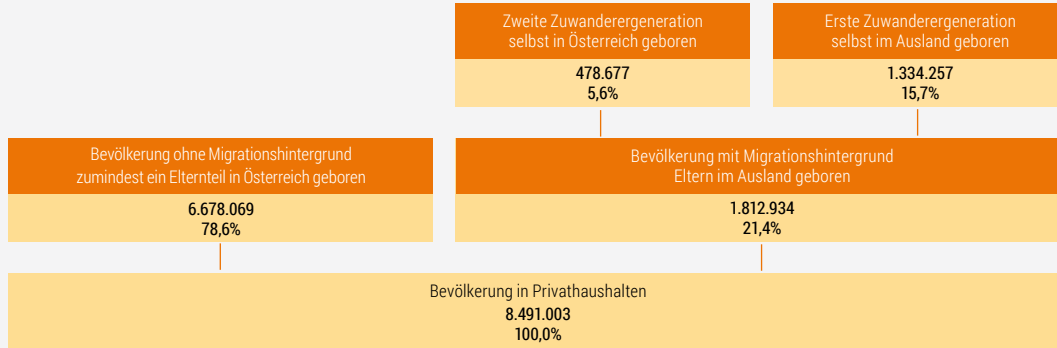 Zweite Zuwanderergeneration
selbst in Österreich geboren
478.677
5,6%
Erste Zuwanderergeneration
selbst im Ausland geboren
1.334.257
15,7%
Bevölkerung ohne Migrationshintergrund
zumindest ein Elternteil in Österreich geboren
6.678.069
78,6%
Bevölkerung mit Migrationshintergrund
Eltern im Ausland geboren
1.812.934
21,4%
Bevölkerung in Privathaushalten
8.491.003
100,0%